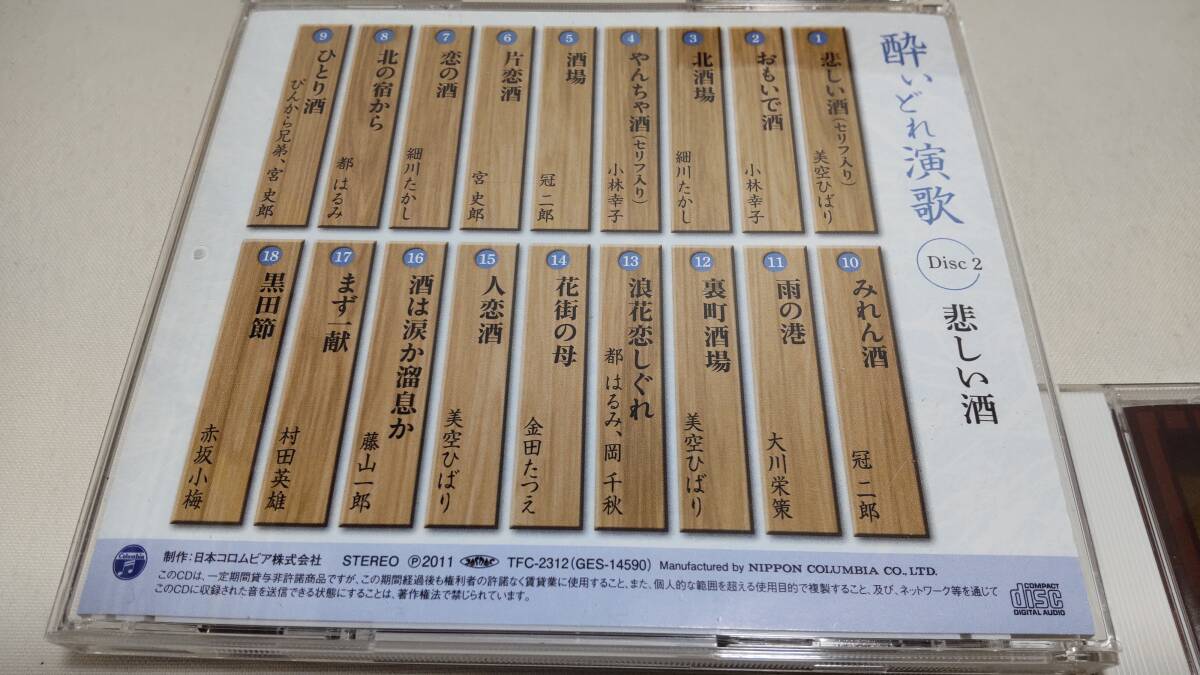 酔いどれ演歌
Disc 2
悲しい酒
1
悲しい酒(セリフ入り)
美空ひばり
2
おもいで酒
小林幸子
3
北酒場
細川たかし
4
やんちゃ酒(セリフ入り)
小林幸子
5
酒場
冠 二郎
6
片恋酒
宮 史郎
7
恋の酒
細川たかし
8
北の宿から
都 はるみ
9
ひとり酒
ぴんから兄弟、宮 史郎
10
みれん酒
冠 二郎
11
雨の港
大川栄策
12
裏町酒場
美空ひばり
13
浪花恋しぐれ
都 はるみ、岡 千秋
14
花街の母
金田たつえ
15
人恋酒
美空ひばり
16
酒は涙か溜息か
藤山一郎
17
まず一献
村田英雄
18
黒田節
赤坂小梅
Columbia
制作:日本コロムビア株式会社 STEREO Ⓟ2011 TFC-2312(GES-14590) Manufactured by NIPPON COLUMBIA CO., LTD.
このCDは、一定期間貸与非許諾商品ですが、この期間経過後も権利者の許諾なく賃貸業に使用すること、また、個人的な範囲を超える使用目的で複製すること、及び、ネットワーク等を通じて
このCDに収録された音を送信できる状態にすることは、著作権法で禁じられています。
COMPACT
disc
DIGITAL AUDIO